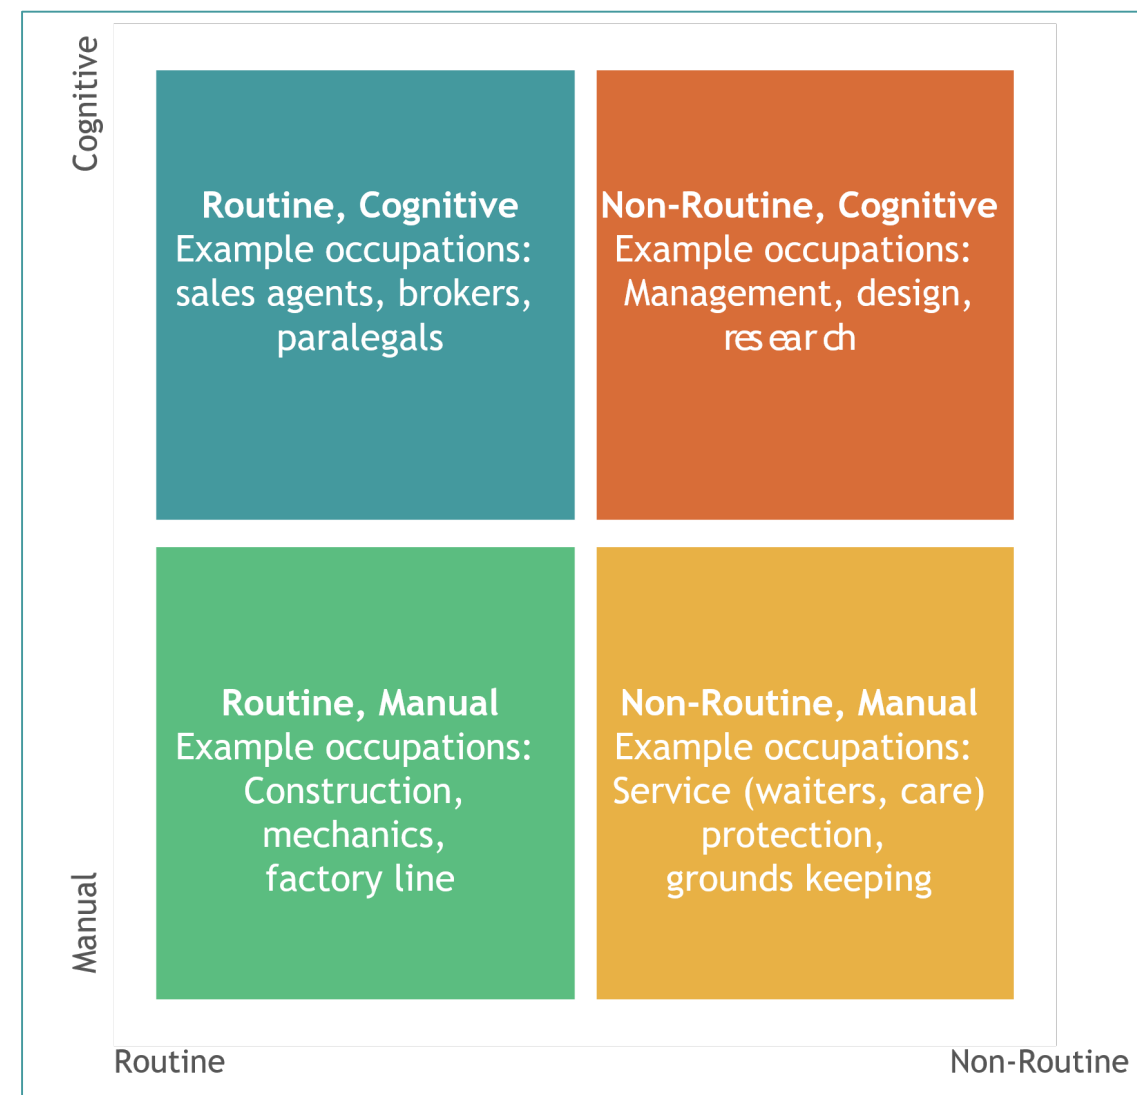 Cognitive
Routine, Cognitive
Example occupations:
sales agents, brokers,
paralegals
Non-Routine, Cognitive
Example occupations:
Management, design,
research
Routine, Manual
Example occupations:
Construction,
mechanics,
factory line
Non-Routine, Manual
Example occupations:
Service (waiters, care)
protection,
grounds keeping
Manual
Routine
Non-Routine